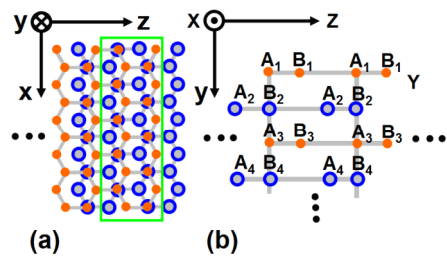 y z
x
(a)
X Z
y
A1 B1 A1 B1
Y
A2 B2 A2 B2
A3 B3 A3 B3
A4 B4 A4 B4
(b)